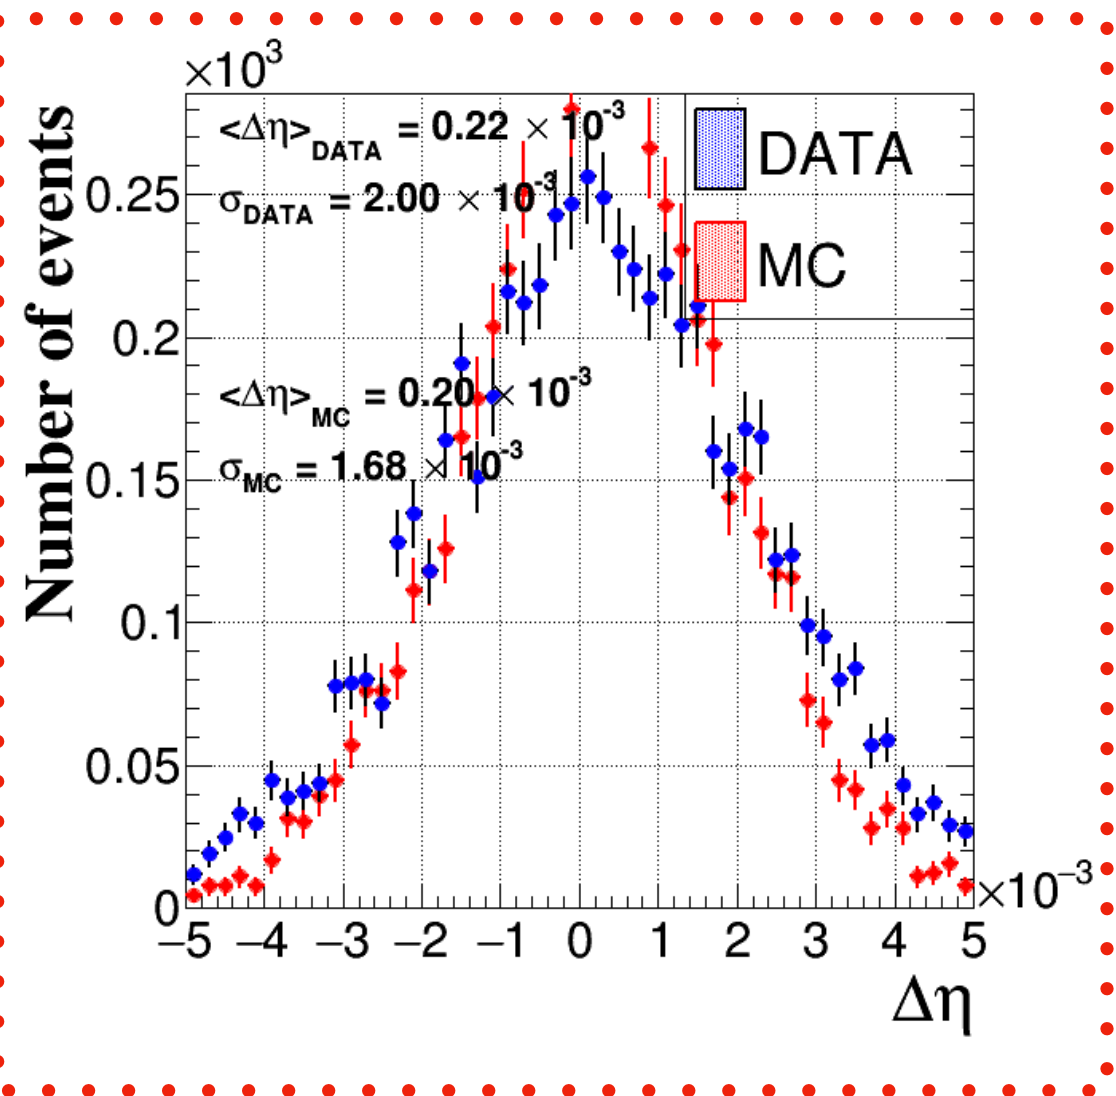 ×10³
Number of events
<Δη>DATA = 0.22 × 10⁻³
σDATA = 2.00 × 10⁻³
<Δη>MC = 0.20 × 10⁻³
σMC = 1.68 × 10⁻³
DATA
MC
0.25
0.2
0.15
0.1
0.05
0
−5 −4 −3 −2 −1 0 1 2 3 4 5
×10⁻³
Δη